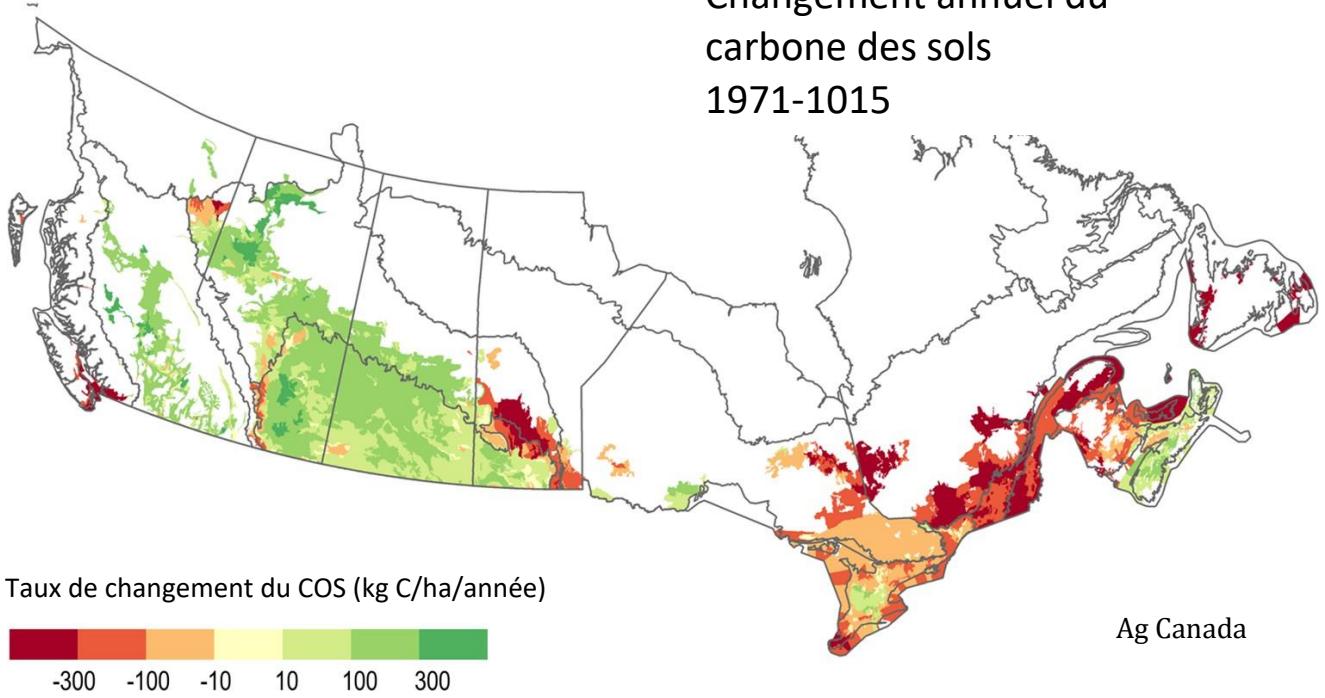 Changement annuel du
carbone des sols
1971-1015
Taux de changement du COS (kg C/ha/année)
-300 -100 -10 10 100 300
Ag Canada